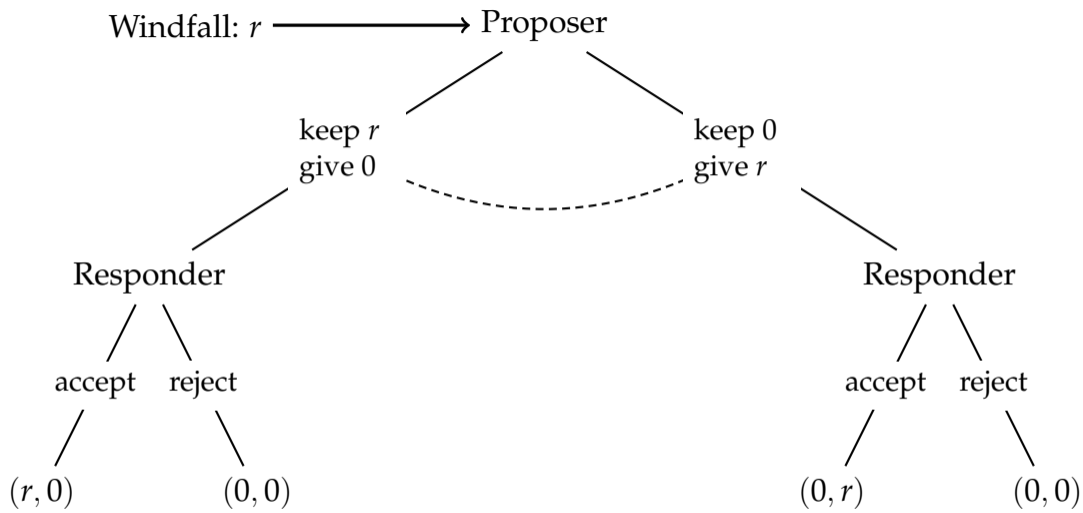 Windfall: r
Proposer
keep r
give 0
keep 0
give r
Responder
Responder
accept
reject
accept
reject
(r, 0)
(0, 0)
(0, r)
(0, 0)